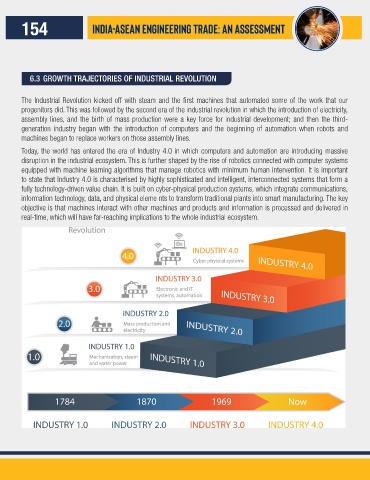 154
INDIA-ASEAN ENGINEERING TRADE: AN ASSESSMENT
6.3 GROWTH TRAJECTORIES OF INDUSTRIAL REVOLUTION
The Industrial Revolution kicked off with steam and the first machines that automated some of the work that our
progenitors did. This was followed by the second era of the industrial revolution in which the introduction of electricity,
assembly lines, and the birth of mass production were a key force for industrial development; and then the third-
generation industry began with the introduction of computers and the beginning of automation when robots and
machines began to replace workers on those assembly lines.
Today, the world has entered the era of Industry 4.0 in which computers and automation are introducing massive
disruption in the industrial ecosystem. This is further shaped by the rise of robotics connected with computer systems
equipped with machine learning algorithms that manage robotics with minimum human intervention. It is important
to state that Industry 4.0 is characterised by highly sophisticated and intelligent, interconnected systems that form a
fully technology-driven value chain. It is built on cyber-physical production systems, which integrate communications,
information technology, data, and physical eleme nts to transform traditional plants into smart manufacturing. The key
objective is that machines interact with other machines and products and information is processed and delivered in
real-time, which will have far-reaching implications to the whole industrial ecosystem.
Revolution
4.0
INDUSTRY 4.0
Cyber physical systems
INDUSTRY 4.0
3.0
INDUSTRY 3.0
Electronic and IT
systems, automation
INDUSTRY 3.0
2.0
INDUSTRY 2.0
Mass production and
electricity
INDUSTRY 2.0
1.0
INDUSTRY 1.0
Mechanization, steam
and water power
INDUSTRY 1.0
1784 1870 1969 Now
INDUSTRY 1.0 INDUSTRY 2.0 INDUSTRY 3.0 INDUSTRY 4.0